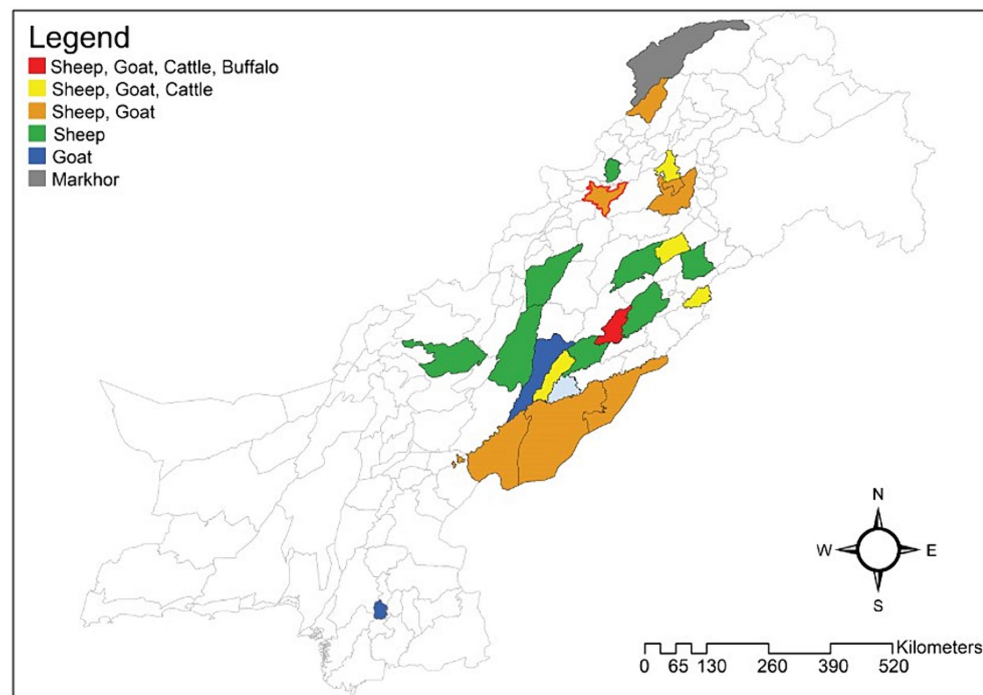 Legend
Sheep, Goat, Cattle, Buffalo
Sheep, Goat, Cattle
Sheep, Goat
Sheep
Goat
Markhor
N
W E
S
Kilometers
0 65 130 260 390 520